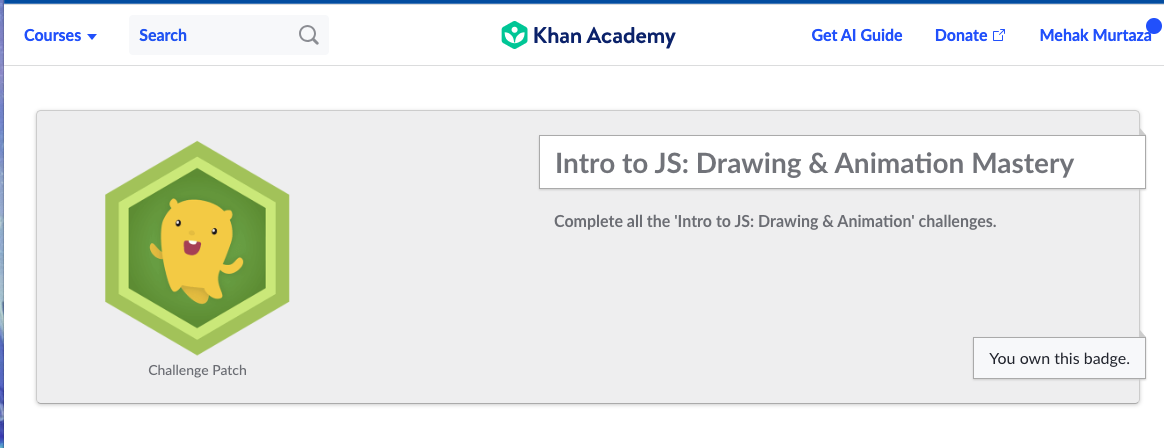 Courses
Search
Khan Academy
Get AI Guide
Donate
Mehak Murtaza
Intro to JS: Drawing & Animation Mastery
Complete all the 'Intro to JS: Drawing & Animation' challenges.
Challenge Patch
You own this badge.